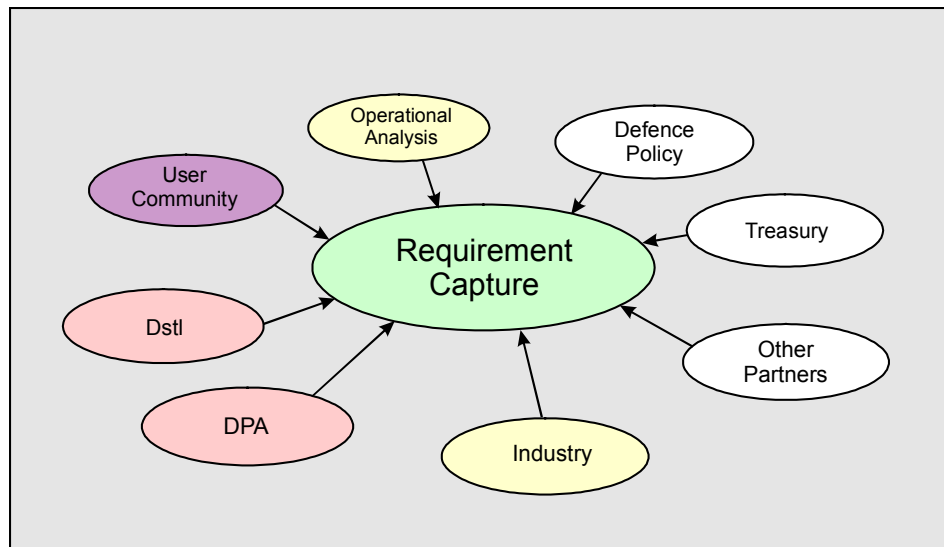 Operational
Analysis
Defence
Policy
User
Community
Treasury
Requirement
Capture
Dstl
Other
Partners
DPA
Industry